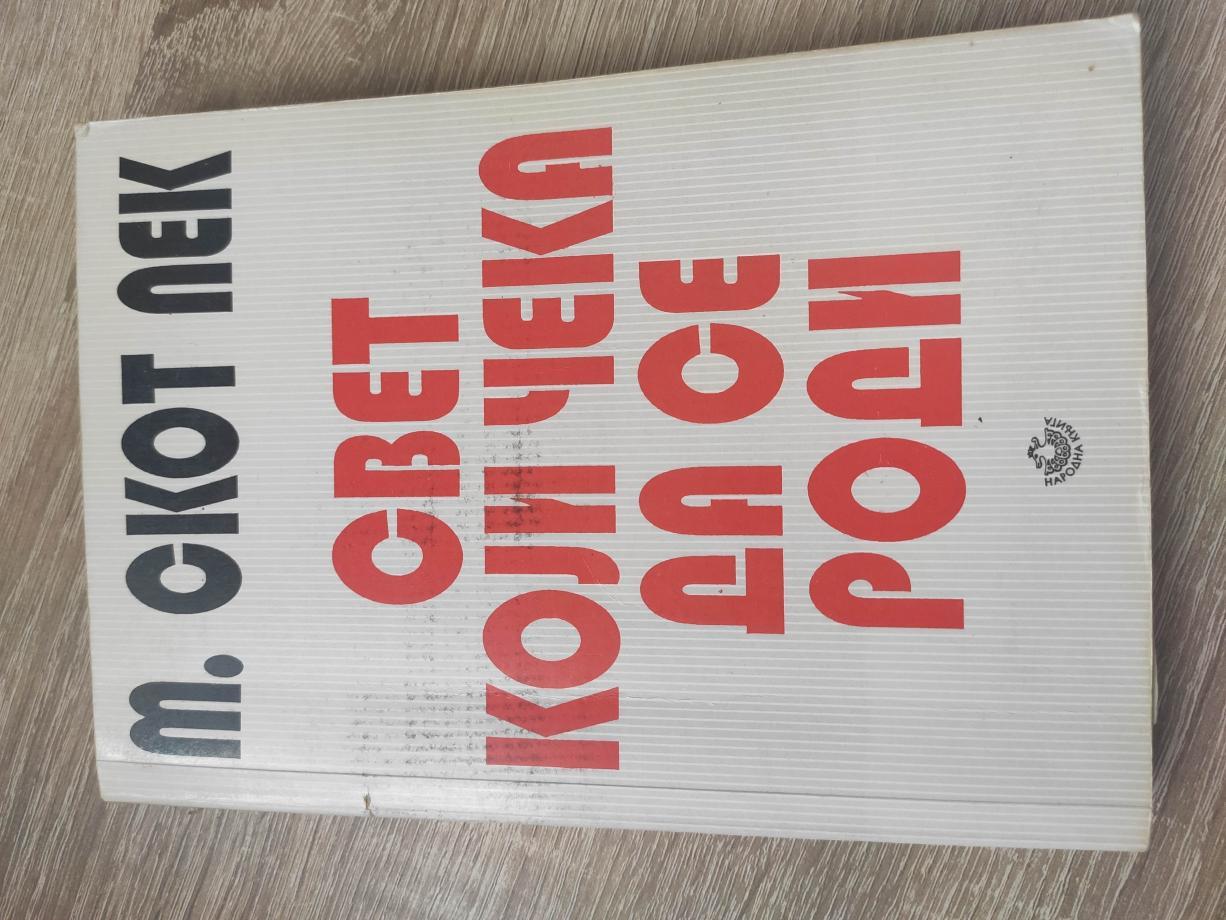 М. СКОТ ПЕК
СВЕТ
КОЈИ ЧЕКА
ДА СЕ
РОДИ
НАРОДНА КЊИГА